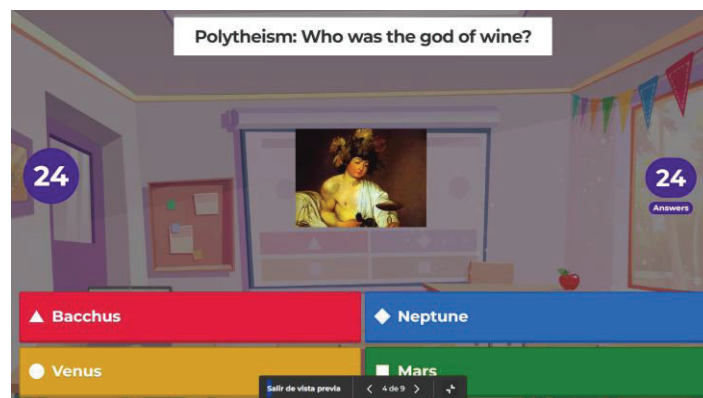 Polytheism: Who was the god of wine?
24
24
Answers
Bacchus
Neptune
Venus
Mars
Salir de vista previa
4 de 9